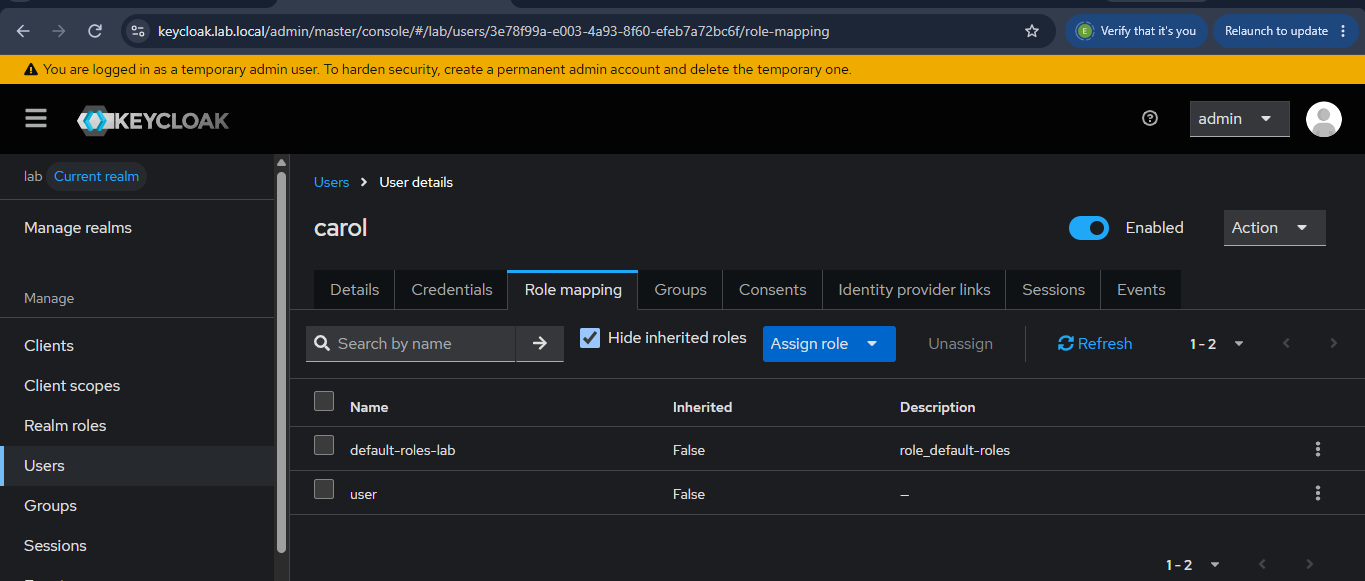 keycloak.lab.local/admin/master/console/#/lab/users/3e78f99a-e003-4a93-8f60-efeb7a72bc6f/role-mapping
E Verify that it's you
Relaunch to update
You are logged in as a temporary admin user. To harden security, create a permanent admin account and delete the temporary one.
KEYCLOAK
admin
lab Current realm
Manage realms
Manage
Clients
Client scopes
Realm roles
Users
Groups
Sessions
Users > User details
carol
Enabled
Action
Details Credentials Role mapping Groups Consents Identity provider links Sessions Events
Search by name
Hide inherited roles
Assign role
Unassign
Refresh
1 - 2
Name Inherited Description
default-roles-lab False role_default-roles
user False –
1 - 2